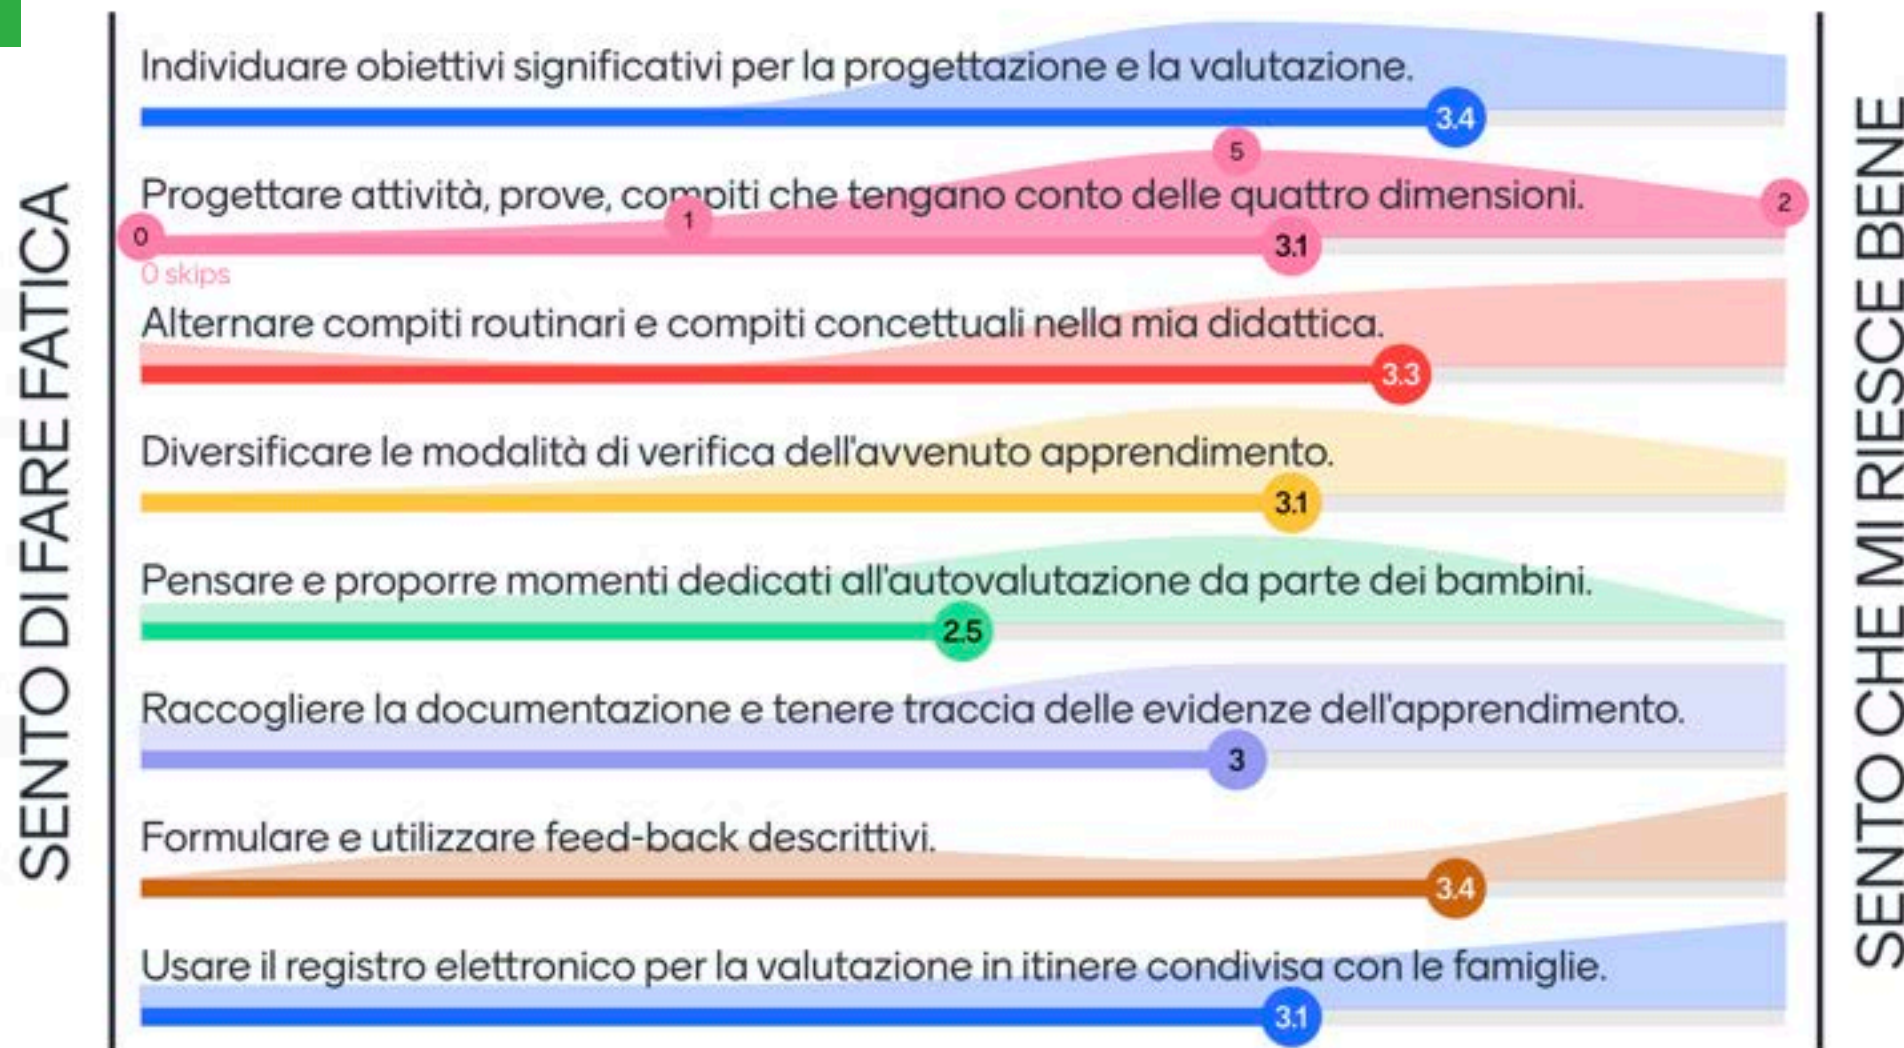 SENTO DI FARE FATICA
Individuare obiettivi significativi per la progettazione e la valutazione.
3.4
5
Progettare attività, prove, compiti che tengano conto delle quattro dimensioni.
2
1
0
3.1
0 skips
Alternare compiti routinari e compiti concettuali nella mia didattica.
3.3
Diversificare le modalità di verifica dell'avvenuto apprendimento.
3.1
Pensare e proporre momenti dedicati all'autovalutazione da parte dei bambini.
2.5
Raccogliere la documentazione e tenere traccia delle evidenze dell'apprendimento.
3
Formulare e utilizzare feed-back descrittivi.
3.4
Usare il registro elettronico per la valutazione in itinere condivisa con le famiglie.
3.1
SENTO CHE MI RIESCE BENE